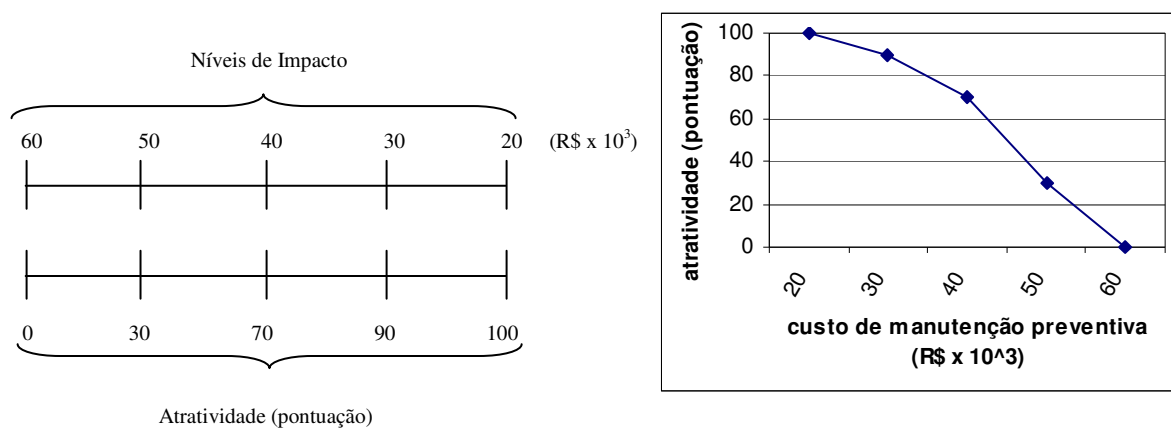 Níveis de Impacto
60 50 40 30 20 (R$ x 10³)
0 30 70 90 100
Atratividade (pontuação)
atratividade (pontuação)
100
80
60
40
20
0
20 30 40 50 60
custo de manutenção preventiva
(R$ x 10^3)